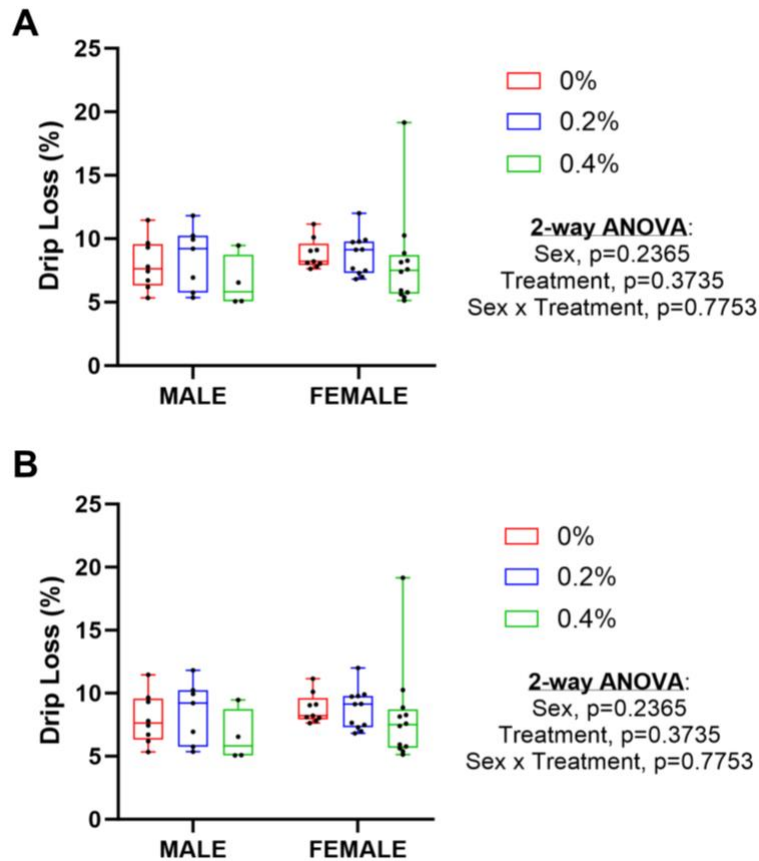 A
25
20
15
10
5
0
Drip Loss (%)
MALE
FEMALE
0%
0.2%
0.4%
2-way ANOVA:
Sex, p=0.2365
Treatment, p=0.3735
Sex x Treatment, p=0.7753
B
25
20
15
10
5
0
Drip Loss (%)
MALE
FEMALE
0%
0.2%
0.4%
2-way ANOVA:
Sex, p=0.2365
Treatment, p=0.3735
Sex x Treatment, p=0.7753